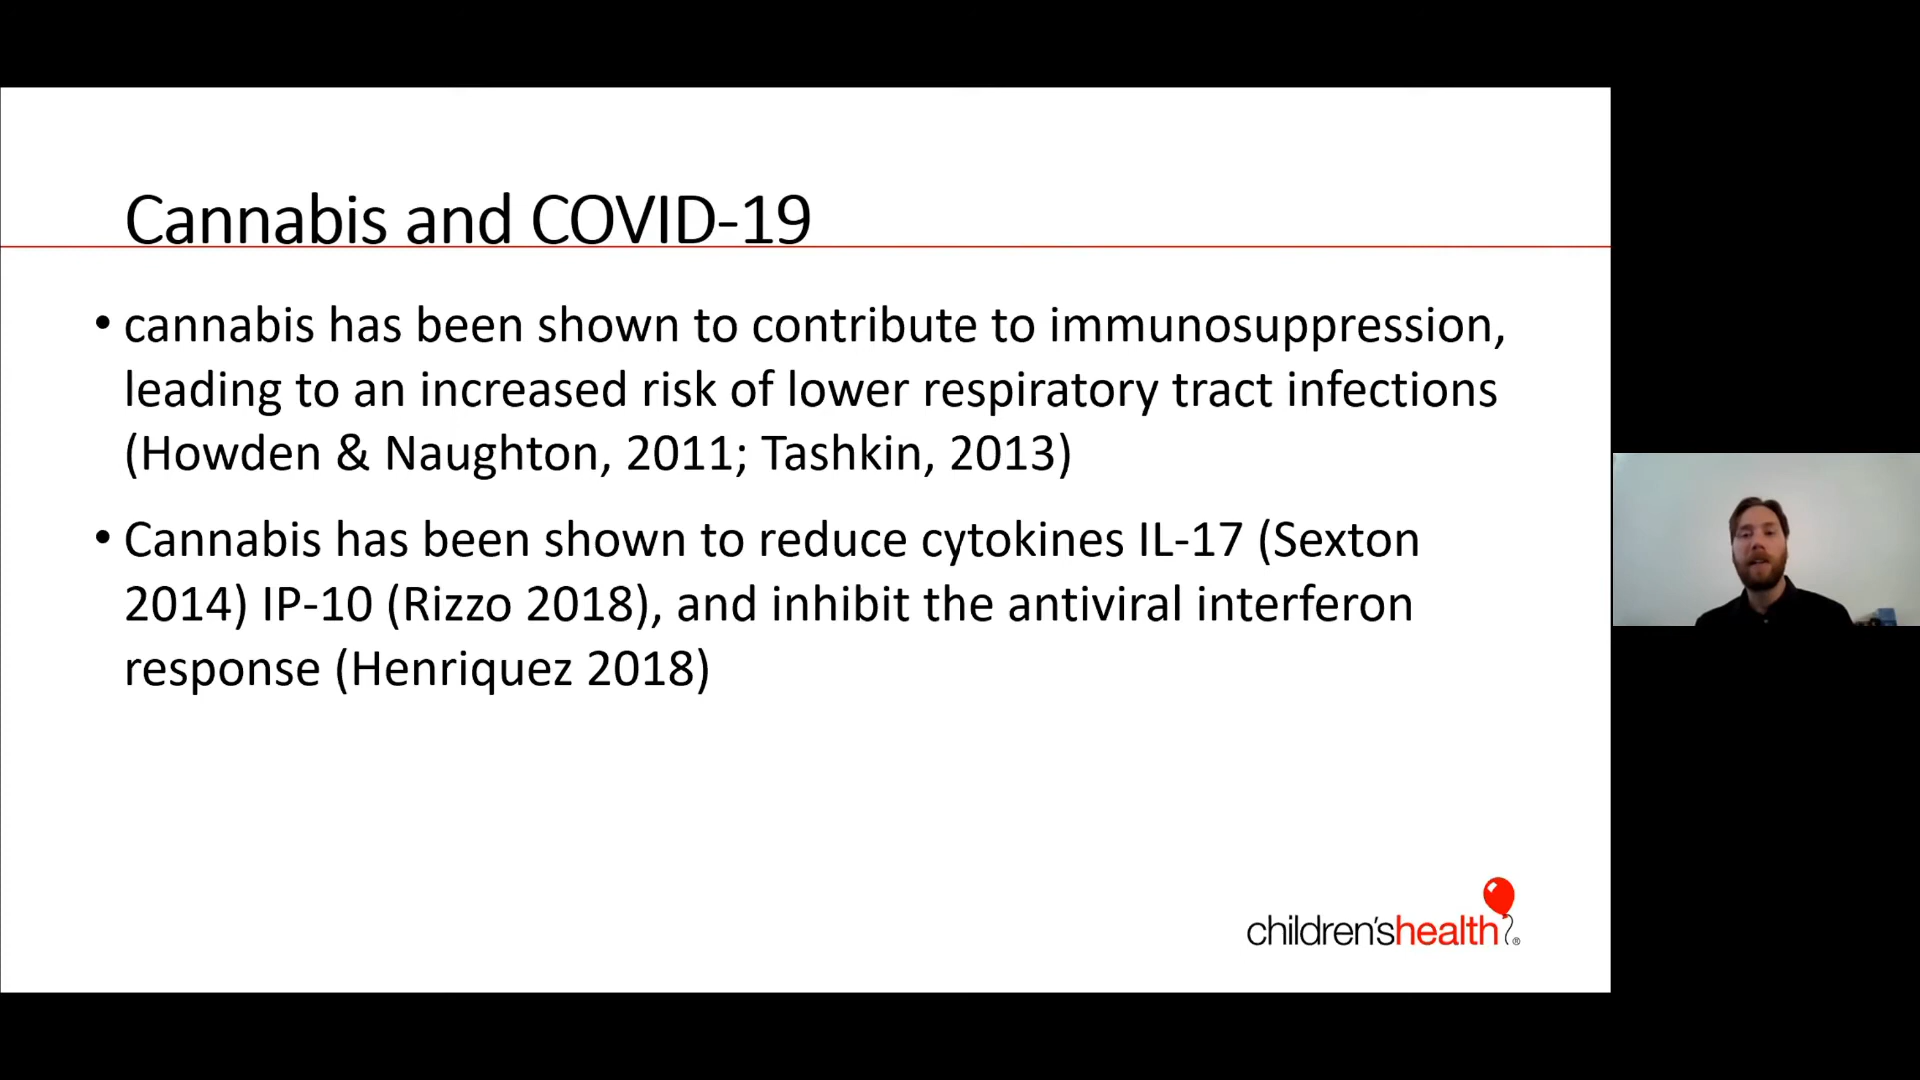 Cannabis and COVID-19
• cannabis has been shown to contribute to immunosuppression,
leading to an increased risk of lower respiratory tract infections
(Howden & Naughton, 2011; Tashkin, 2013)
• Cannabis has been shown to reduce cytokines IL-17 (Sexton
2014) IP-10 (Rizzo 2018), and inhibit the antiviral interferon
response (Henriquez 2018)
children'shealth®